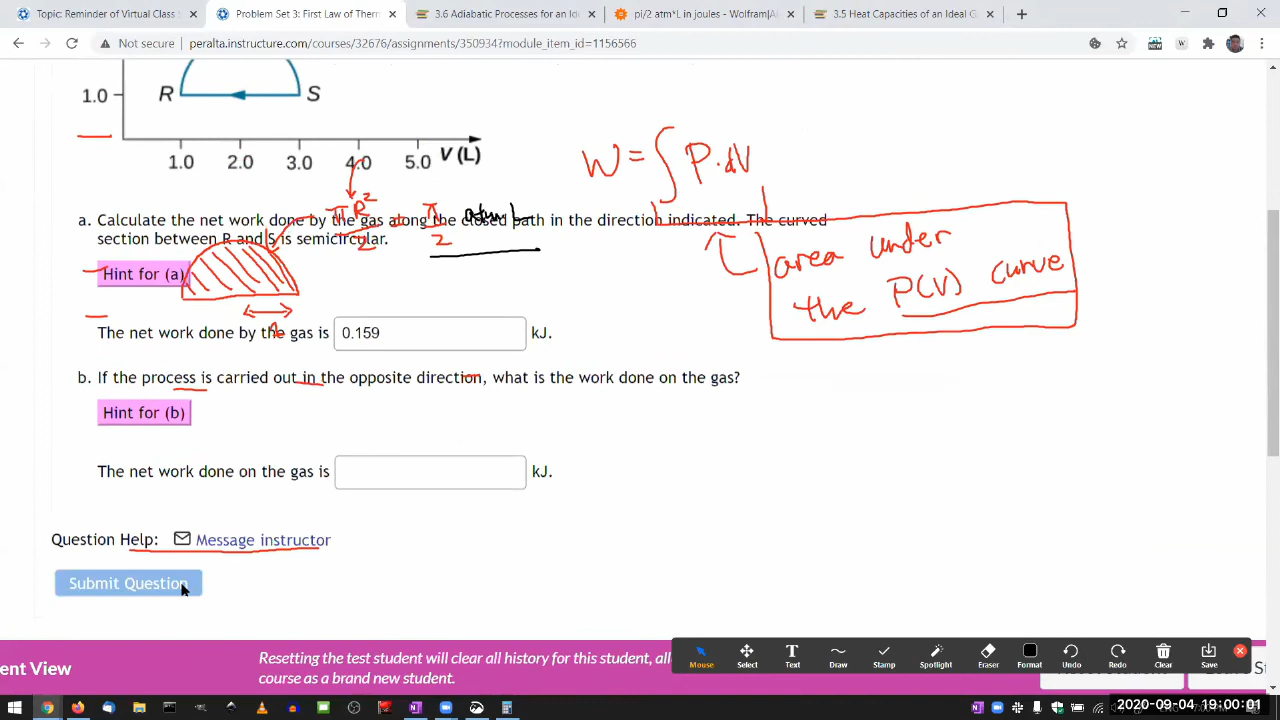 Topic: Reminder of Virtual Class
Problem Set 3: First Law of Therm
3.6 Adiabatic Processes for an Ide
pi/2 atm*L in joules - Wolfram|Al
3.5 Heat Capacities of an Ideal G
Not secure | peralta.instructure.com/courses/32676/assignments/350934?module_item_id=1156566
1.0 R S
1.0 2.0 3.0 4.0 5.0 V (L)
W = ∫ P·dV
πR²/2 = π/2 atm L
a. Calculate the net work done by the gas along the closed path in the direction indicated. The curved
section between R and S is semicircular.
area under
the P(V) curve
Hint for (a)
The net work done by the gas is 0.159 kJ.
b. If the process is carried out in the opposite direction, what is the work done on the gas?
Hint for (b)
The net work done on the gas is kJ.
Question Help: Message instructor
Submit Question
ent View
Resetting the test student will clear all history for this student, all
course as a brand new student.
Mouse Select Text Draw Stamp Spotlight Eraser Format Undo Redo Clear Save
2020-09-04 19:00:01